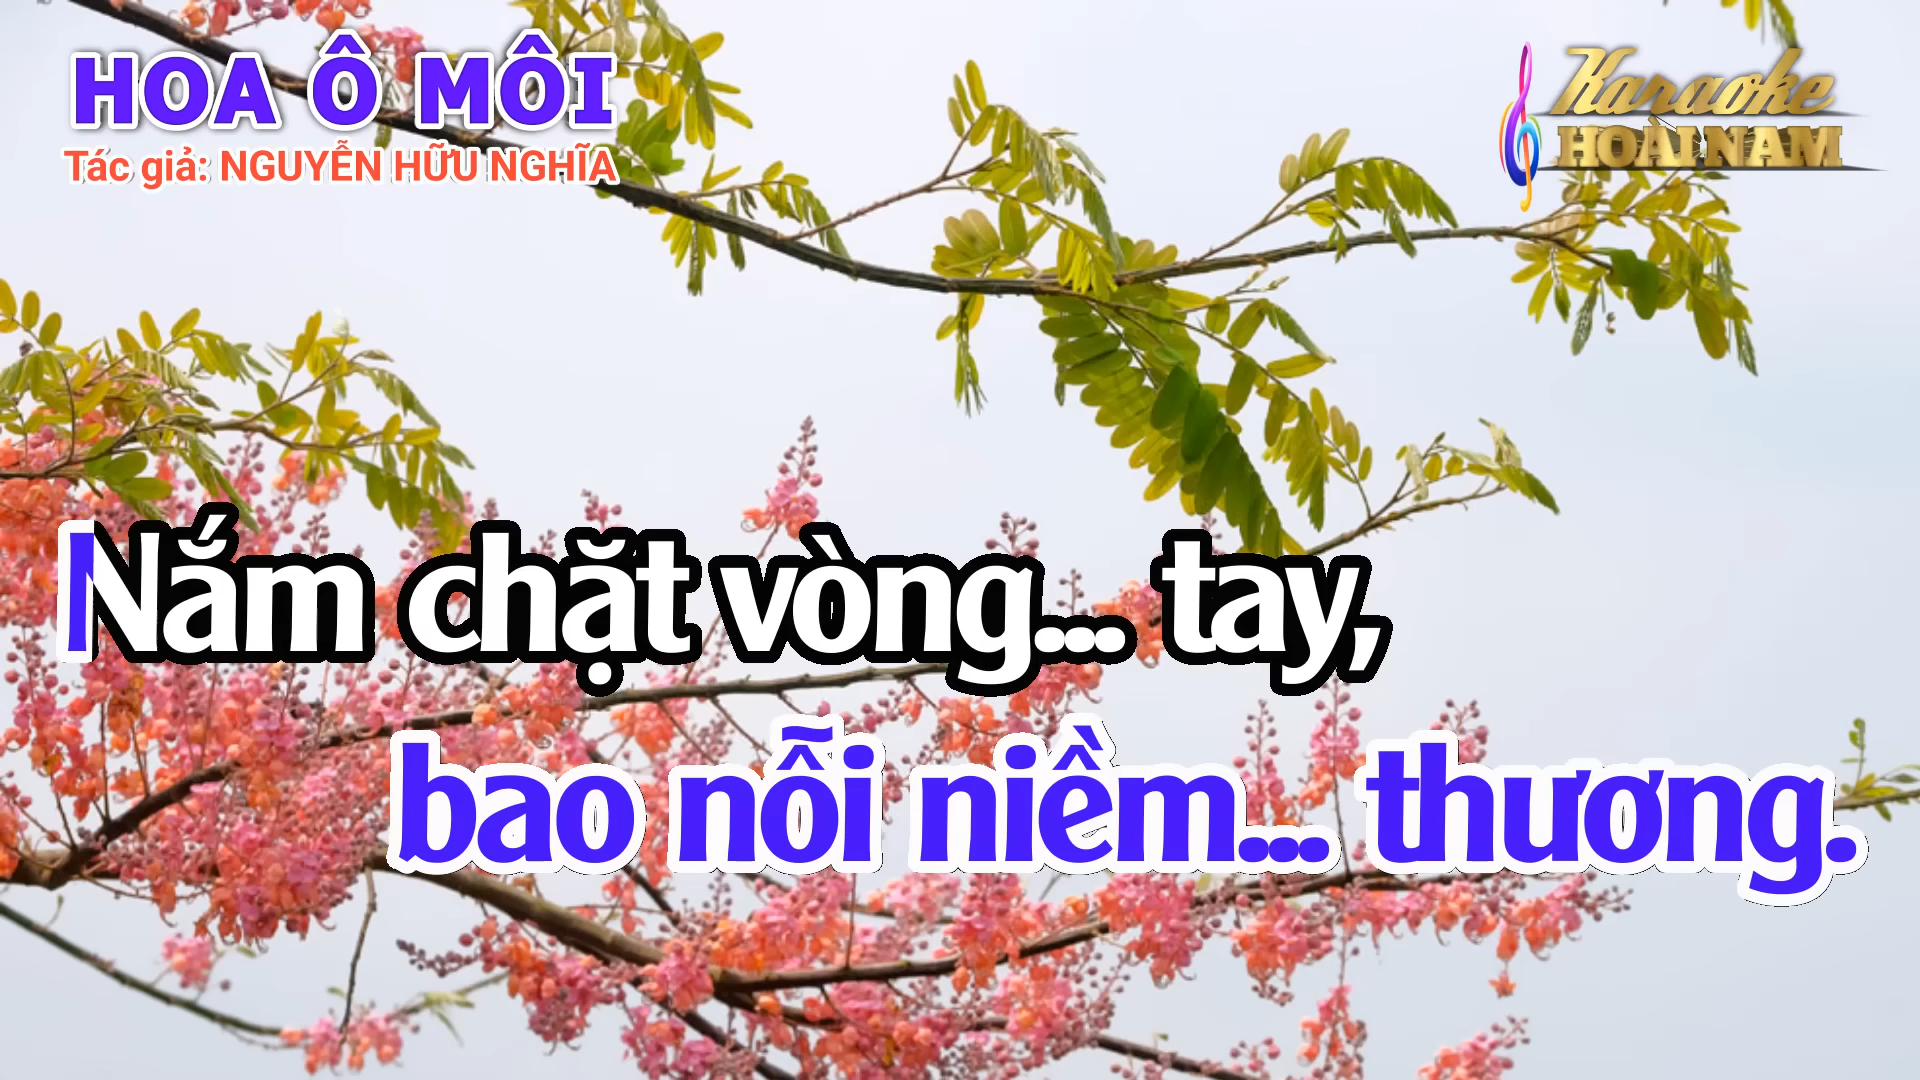 HOA Ô MÔI
Tác giả: NGUYỄN HỮU NGHĨA
Karaoke
HOÀI NAM
Nắm chặt vòng... tay,
bao nỗi niềm... thương.